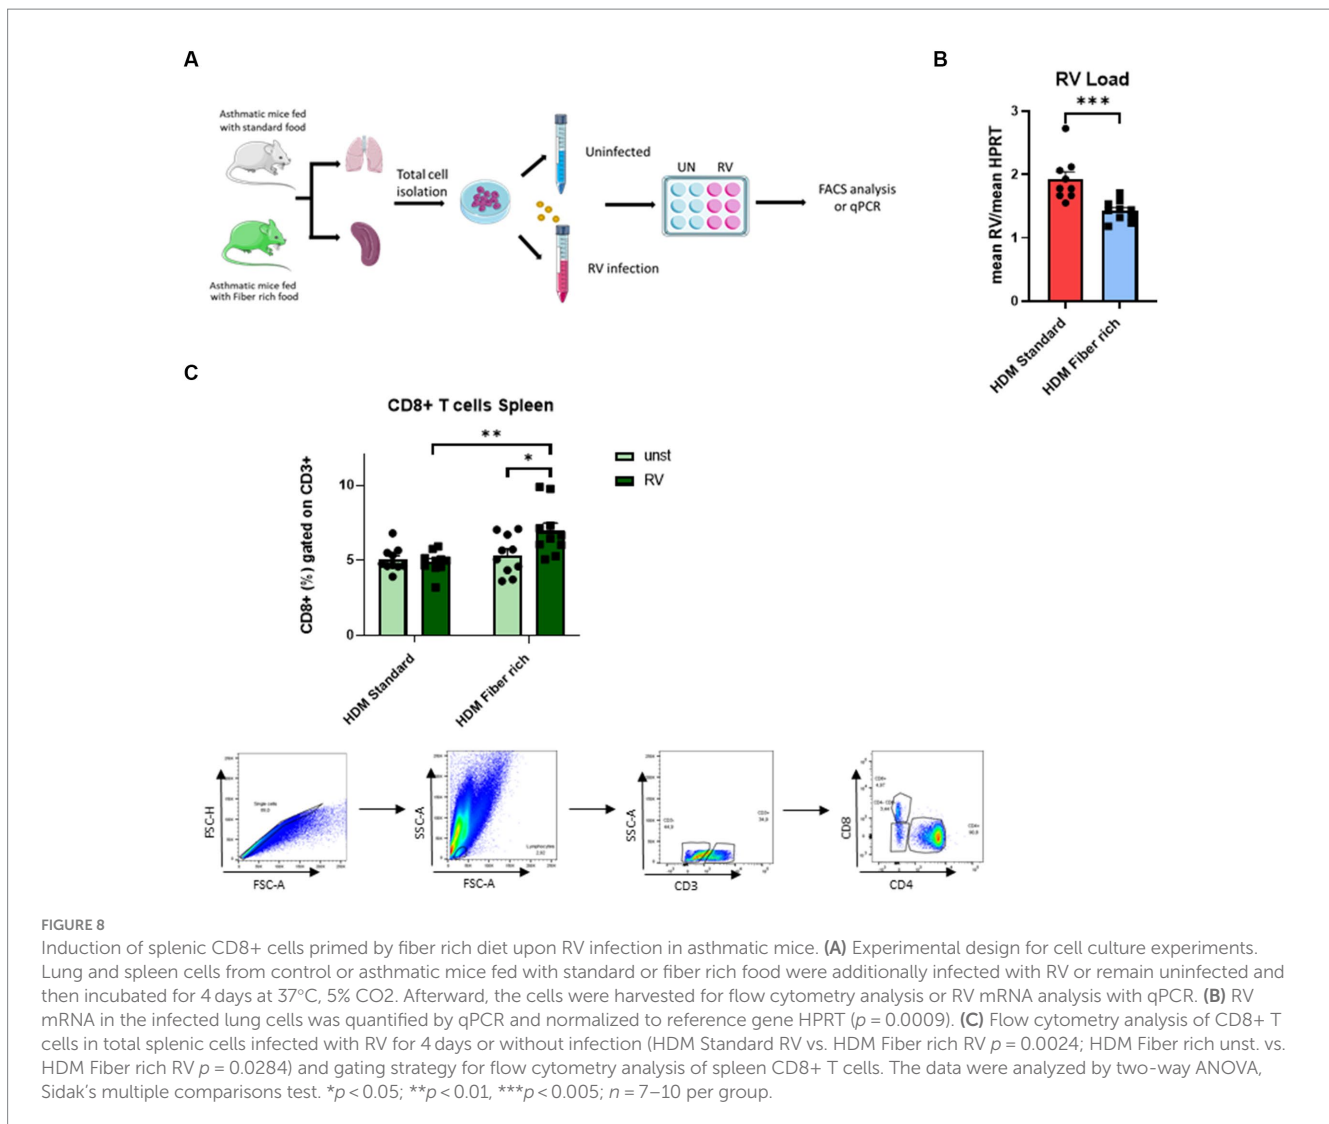 A
Asthmatic mice fed
with standard food
Asthmatic mice fed
with Fiber rich food
Total cell
isolation
Uninfected
RV infection
UN RV
FACS analysis
or qPCR
B
RV Load
***
mean RV/mean HPRT
3
2
1
0
HDM Standard
HDM Fiber rich
C
CD8+ T cells Spleen
**
*
unst
RV
CD8+ (%) gated on CD3+
10
5
0
HDM Standard
HDM Fiber rich
FSC-H
Single cells
FSC-A
SSC-A
Lymphocytes
FSC-A
SSC-A
CD3-
CD3+
CD3
CD8
CD8+
CD4+
CD4
FIGURE 8
Induction of splenic CD8+ cells primed by fiber rich diet upon RV infection in asthmatic mice. (A) Experimental design for cell culture experiments.
Lung and spleen cells from control or asthmatic mice fed with standard or fiber rich food were additionally infected with RV or remain uninfected and
then incubated for 4 days at 37°C, 5% CO2. Afterward, the cells were harvested for flow cytometry analysis or RV mRNA analysis with qPCR. (B) RV
mRNA in the infected lung cells was quantified by qPCR and normalized to reference gene HPRT (p = 0.0009). (C) Flow cytometry analysis of CD8+ T
cells in total splenic cells infected with RV for 4 days or without infection (HDM Standard RV vs. HDM Fiber rich RV p = 0.0024; HDM Fiber rich unst. vs.
HDM Fiber rich RV p = 0.0284) and gating strategy for flow cytometry analysis of spleen CD8+ T cells. The data were analyzed by two-way ANOVA,
Sidak's multiple comparisons test. *p < 0.05; **p < 0.01, ***p < 0.005; n = 7–10 per group.